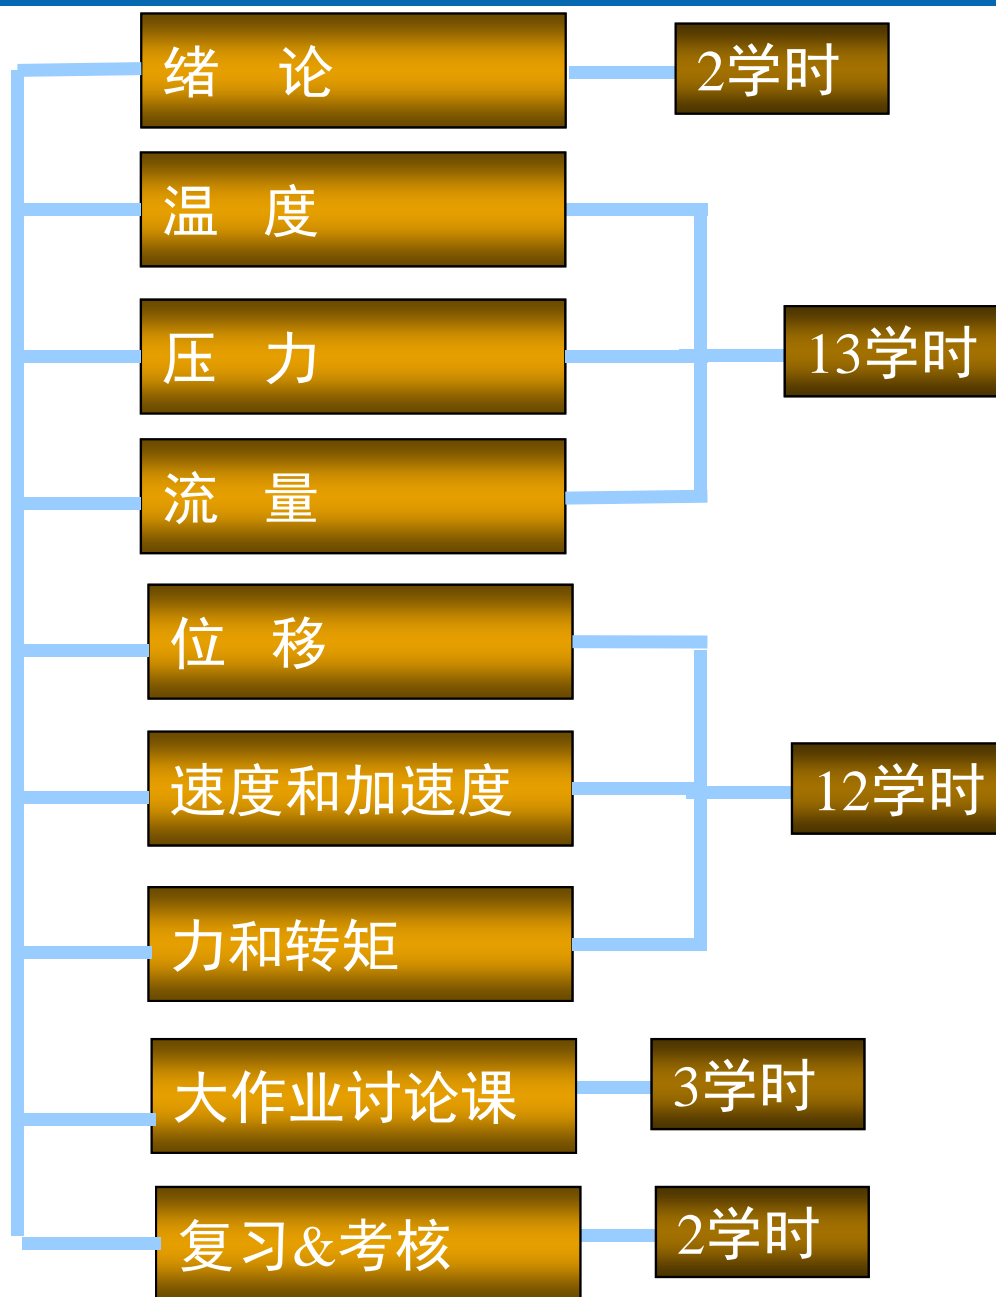 绪 论
2学时
温 度
压 力
13学时
流 量
位 移
速度和加速度
12学时
力和转矩
大作业讨论课
3学时
复习&考核
2学时